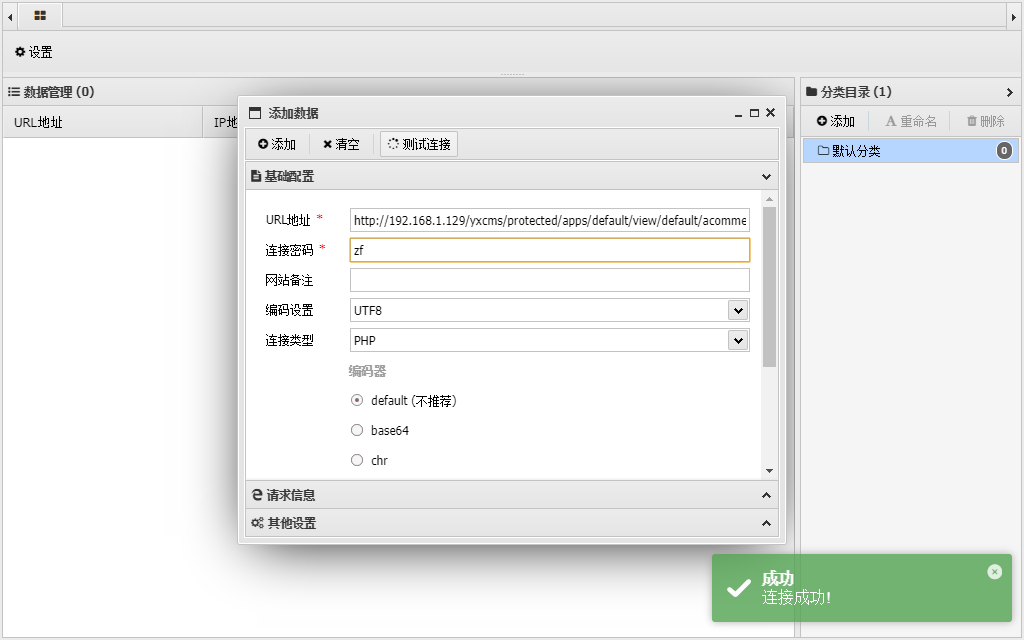 设置
数据管理 (0)
URL地址
IP地
分类目录 (1)
添加
重命名
删除
默认分类
0
添加数据
添加
清空
测试连接
基础配置
URL地址 *
http://192.168.1.129/yxcms/protected/apps/default/view/default/acomme
连接密码 *
zf
网站备注
编码设置
UTF8
连接类型
PHP
编码器
default (不推荐)
base64
chr
请求信息
其他设置
成功
连接成功!